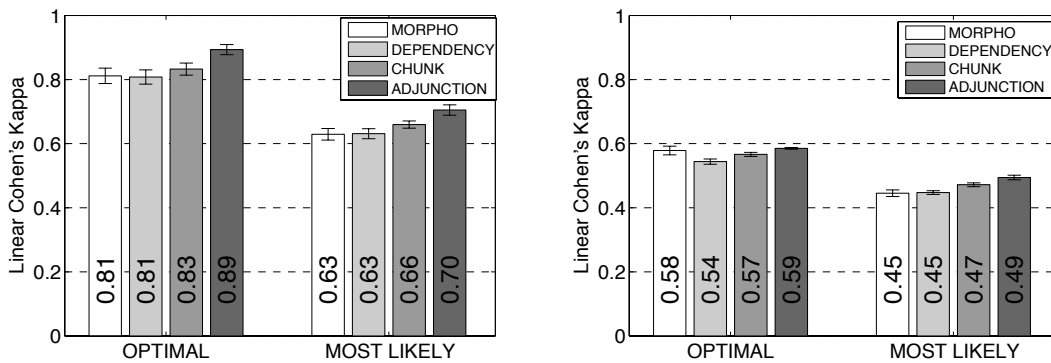 1
0.8
0.6
0.4
0.2
0
Linear Cohen's Kappa
MORPHO
DEPENDENCY
CHUNK
ADJUNCTION
0.81
0.81
0.83
0.89
0.63
0.63
0.66
0.70
OPTIMAL
MOST LIKELY
1
0.8
0.6
0.4
0.2
0
Linear Cohen's Kappa
MORPHO
DEPENDENCY
CHUNK
ADJUNCTION
0.58
0.54
0.57
0.59
0.45
0.45
0.47
0.49
OPTIMAL
MOST LIKELY